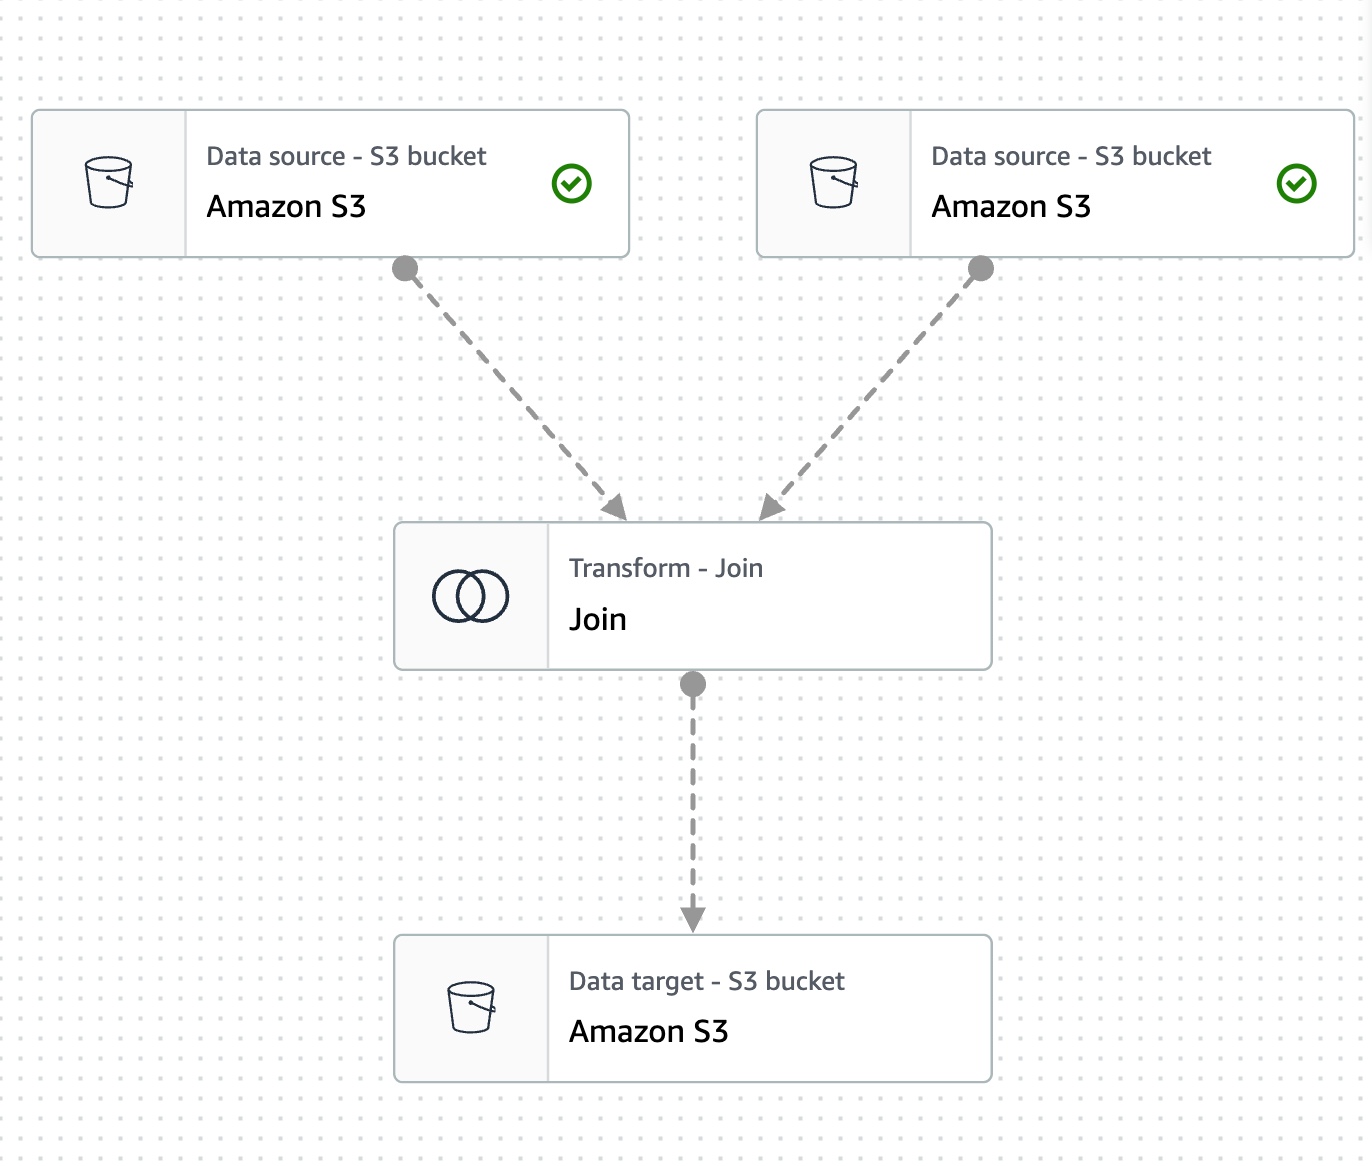 Data source - S3 bucket
Amazon S3
Data source - S3 bucket
Amazon S3
Transform - Join
Join
Data target - S3 bucket
Amazon S3